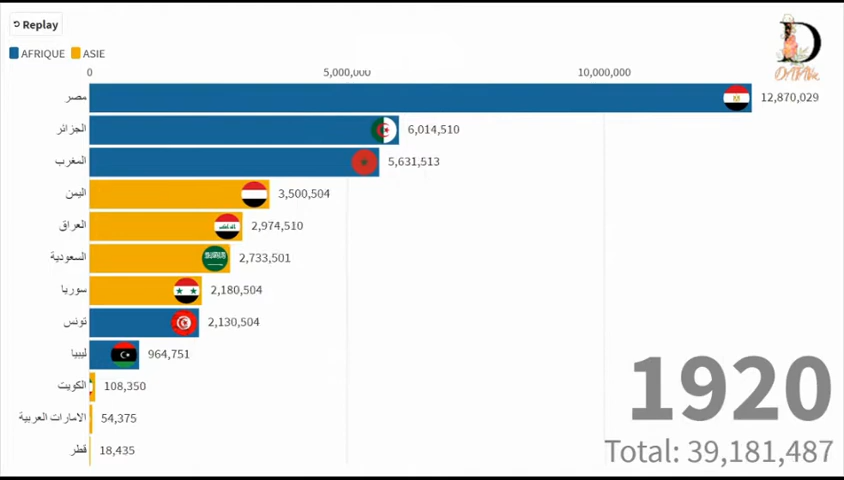 Replay
AFRIQUE ASIE
0 5,000,000 10,000,000
مصر 12,870,029
الجزائر 6,014,510
المغرب 5,631,513
اليمن 3,500,504
العراق 2,974,510
السعودية 2,733,501
سوريا 2,180,504
تونس 2,130,504
ليبيا 964,751
الكويت 108,350
الامارات العربية 54,375
قطر 18,435
1920
Total: 39,181,487
D